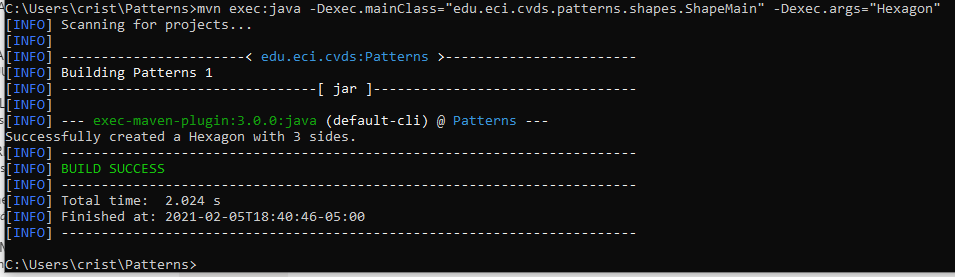 C:\Users\crist\Patterns>mvn exec:java -Dexec.mainClass="edu.eci.cvds.patterns.shapes.ShapeMain" -Dexec.args="Hexagon"
[INFO] Scanning for projects...
[INFO]
[INFO] -----------------------< edu.eci.cvds:Patterns >------------------------
[INFO] Building Patterns 1
[INFO] --------------------------------[ jar ]---------------------------------
[INFO]
[INFO] --- exec-maven-plugin:3.0.0:java (default-cli) @ Patterns ---
Successfully created a Hexagon with 3 sides.
[INFO] ------------------------------------------------------------------------
[INFO] BUILD SUCCESS
[INFO] ------------------------------------------------------------------------
[INFO] Total time:  2.024 s
[INFO] Finished at: 2021-02-05T18:40:46-05:00
[INFO] ------------------------------------------------------------------------
C:\Users\crist\Patterns>